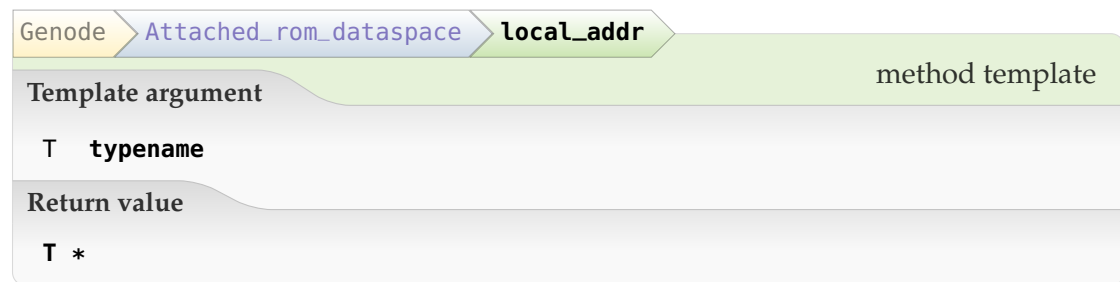 Genode Attached_rom_dataspace local_addr
method template
Template argument
T typename
Return value
T *